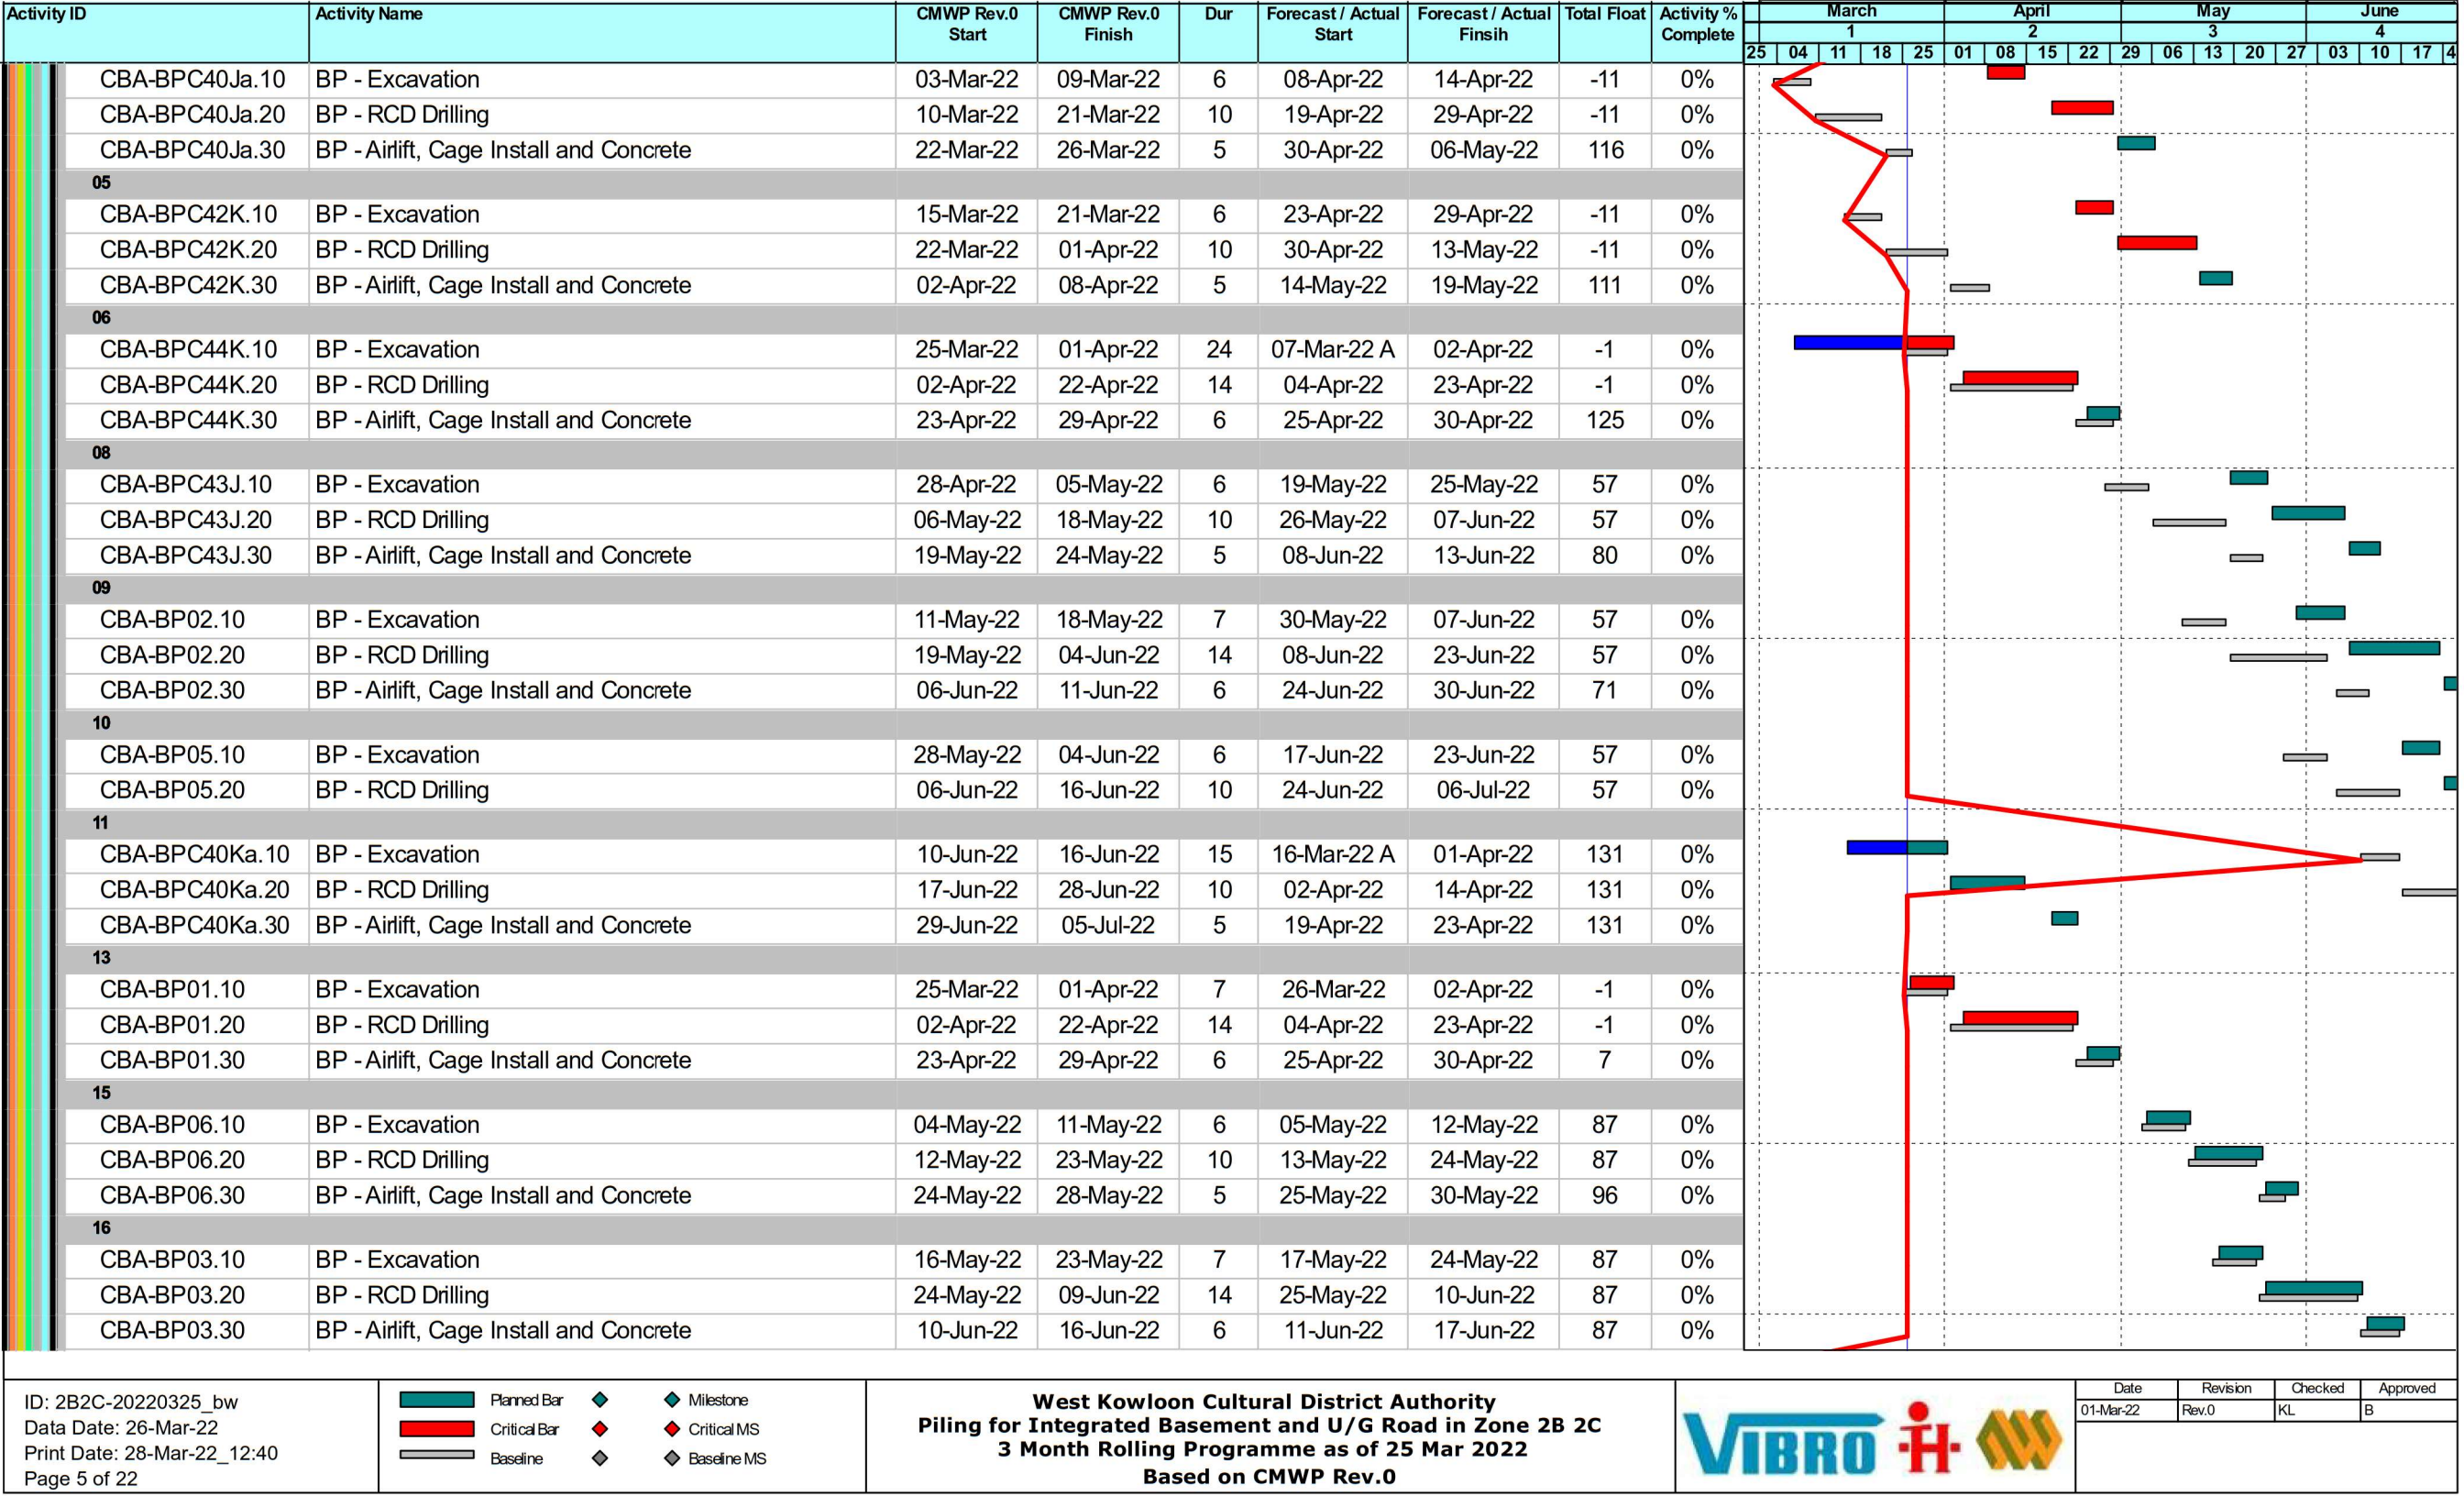 Activity ID Activity Name CMWP Rev.0 Start CMWP Rev.0 Finish Dur Forecast / Actual Start Forecast / Actual Finsih Total Float Activity % Complete
March April May June
1 2 3 4
25 04 11 18 25 01 08 15 22 29 06 13 20 27 03 10 17 4
CBA-BPC40Ja.10 BP - Excavation 03-Mar-22 09-Mar-22 6 08-Apr-22 14-Apr-22 -11 0%
CBA-BPC40Ja.20 BP - RCD Drilling 10-Mar-22 21-Mar-22 10 19-Apr-22 29-Apr-22 -11 0%
CBA-BPC40Ja.30 BP - Airlift, Cage Install and Concrete 22-Mar-22 26-Mar-22 5 30-Apr-22 06-May-22 116 0%
05
CBA-BPC42K.10 BP - Excavation 15-Mar-22 21-Mar-22 6 23-Apr-22 29-Apr-22 -11 0%
CBA-BPC42K.20 BP - RCD Drilling 22-Mar-22 01-Apr-22 10 30-Apr-22 13-May-22 -11 0%
CBA-BPC42K.30 BP - Airlift, Cage Install and Concrete 02-Apr-22 08-Apr-22 5 14-May-22 19-May-22 111 0%
06
CBA-BPC44K.10 BP - Excavation 25-Mar-22 01-Apr-22 24 07-Mar-22 A 02-Apr-22 -1 0%
CBA-BPC44K.20 BP - RCD Drilling 02-Apr-22 22-Apr-22 14 04-Apr-22 23-Apr-22 -1 0%
CBA-BPC44K.30 BP - Airlift, Cage Install and Concrete 23-Apr-22 29-Apr-22 6 25-Apr-22 30-Apr-22 125 0%
08
CBA-BPC43J.10 BP - Excavation 28-Apr-22 05-May-22 6 19-May-22 25-May-22 57 0%
CBA-BPC43J.20 BP - RCD Drilling 06-May-22 18-May-22 10 26-May-22 07-Jun-22 57 0%
CBA-BPC43J.30 BP - Airlift, Cage Install and Concrete 19-May-22 24-May-22 5 08-Jun-22 13-Jun-22 80 0%
09
CBA-BP02.10 BP - Excavation 11-May-22 18-May-22 7 30-May-22 07-Jun-22 57 0%
CBA-BP02.20 BP - RCD Drilling 19-May-22 04-Jun-22 14 08-Jun-22 23-Jun-22 57 0%
CBA-BP02.30 BP - Airlift, Cage Install and Concrete 06-Jun-22 11-Jun-22 6 24-Jun-22 30-Jun-22 71 0%
10
CBA-BP05.10 BP - Excavation 28-May-22 04-Jun-22 6 17-Jun-22 23-Jun-22 57 0%
CBA-BP05.20 BP - RCD Drilling 06-Jun-22 16-Jun-22 10 24-Jun-22 06-Jul-22 57 0%
11
CBA-BPC40Ka.10 BP - Excavation 10-Jun-22 16-Jun-22 15 16-Mar-22 A 01-Apr-22 131 0%
CBA-BPC40Ka.20 BP - RCD Drilling 17-Jun-22 28-Jun-22 10 02-Apr-22 14-Apr-22 131 0%
CBA-BPC40Ka.30 BP - Airlift, Cage Install and Concrete 29-Jun-22 05-Jul-22 5 19-Apr-22 23-Apr-22 131 0%
13
CBA-BP01.10 BP - Excavation 25-Mar-22 01-Apr-22 7 26-Mar-22 02-Apr-22 -1 0%
CBA-BP01.20 BP - RCD Drilling 02-Apr-22 22-Apr-22 14 04-Apr-22 23-Apr-22 -1 0%
CBA-BP01.30 BP - Airlift, Cage Install and Concrete 23-Apr-22 29-Apr-22 6 25-Apr-22 30-Apr-22 7 0%
15
CBA-BP06.10 BP - Excavation 04-May-22 11-May-22 6 05-May-22 12-May-22 87 0%
CBA-BP06.20 BP - RCD Drilling 12-May-22 23-May-22 10 13-May-22 24-May-22 87 0%
CBA-BP06.30 BP - Airlift, Cage Install and Concrete 24-May-22 28-May-22 5 25-May-22 30-May-22 96 0%
16
CBA-BP03.10 BP - Excavation 16-May-22 23-May-22 7 17-May-22 24-May-22 87 0%
CBA-BP03.20 BP - RCD Drilling 24-May-22 09-Jun-22 14 25-May-22 10-Jun-22 87 0%
CBA-BP03.30 BP - Airlift, Cage Install and Concrete 10-Jun-22 16-Jun-22 6 11-Jun-22 17-Jun-22 87 0%
ID: 2B2C-20220325_bw
Data Date: 26-Mar-22
Print Date: 28-Mar-22_12:40
Page 5 of 22
Planned Bar Milestone
Critical Bar Critical MS
Baseline Baseline MS
West Kowloon Cultural District Authority
Piling for Integrated Basement and U/G Road in Zone 2B 2C
3 Month Rolling Programme as of 25 Mar 2022
Based on CMWP Rev.0
VIBRO
Date Revision Checked Approved
01-Mar-22 Rev.0 KL B